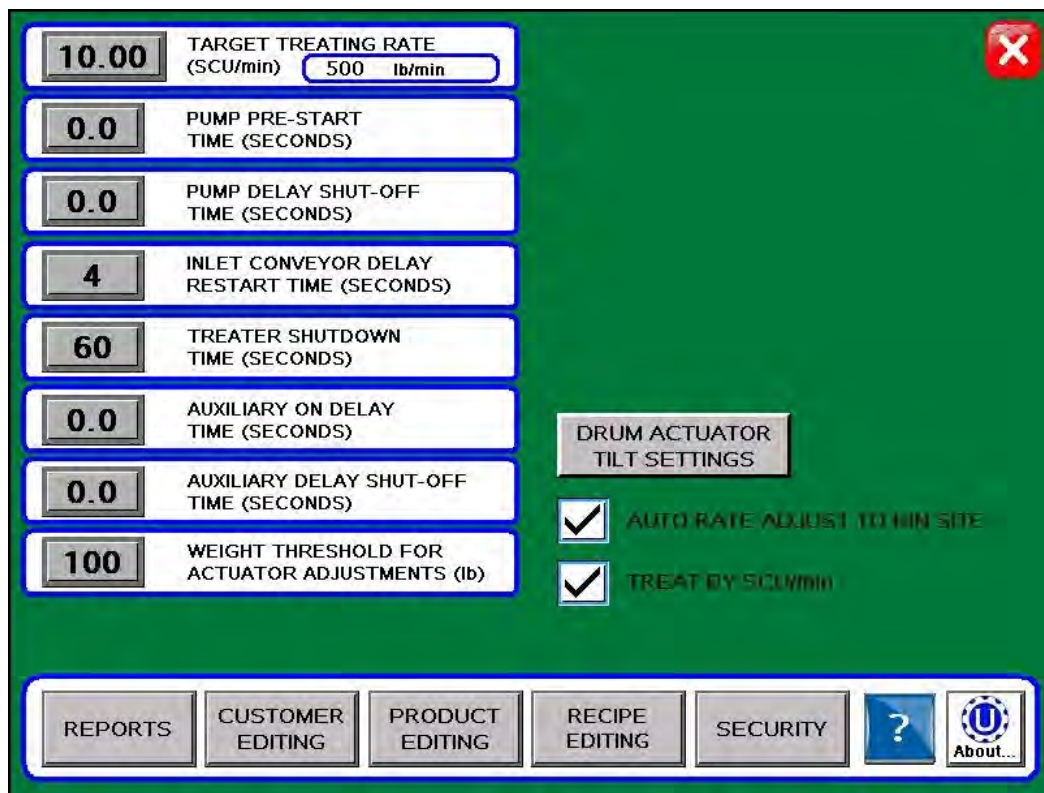 10.00
TARGET TREATING RATE
(SCU/min) 500 lb/min
0.0
PUMP PRE-START
TIME (SECONDS)
0.0
PUMP DELAY SHUT-OFF
TIME (SECONDS)
4
INLET CONVEYOR DELAY
RESTART TIME (SECONDS)
60
TREATER SHUTDOWN
TIME (SECONDS)
0.0
AUXILIARY ON DELAY
TIME (SECONDS)
0.0
AUXILIARY DELAY SHUT-OFF
TIME (SECONDS)
100
WEIGHT THRESHOLD FOR
ACTUATOR ADJUSTMENTS (lb)
DRUM ACTUATOR
TILT SETTINGS
AUTO RATE ADJUST TO MIN SITE
TREAT BY SCU/min
REPORTS
CUSTOMER
EDITING
PRODUCT
EDITING
RECIPE
EDITING
SECURITY
?
U
About...